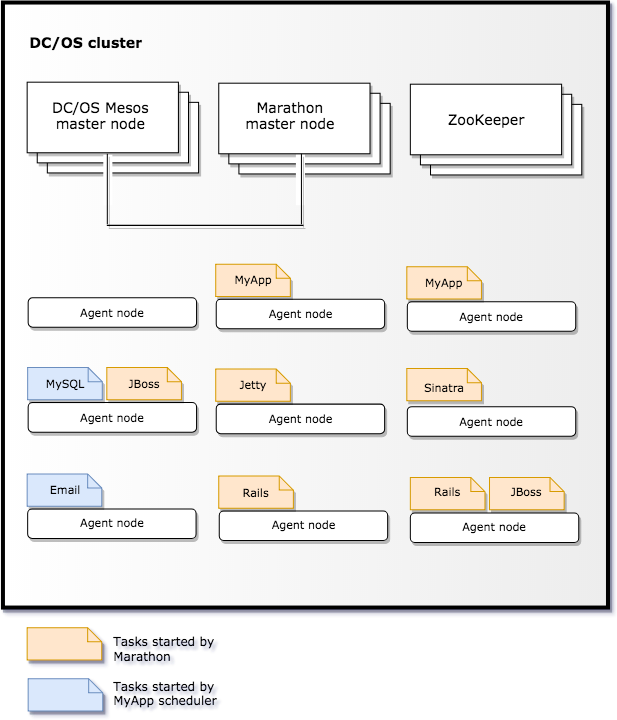 DC/OS cluster
DC/OS Mesos
master node
Marathon
master node
ZooKeeper
MyApp
MyApp
Agent node
Agent node
Agent node
MySQL
JBoss
Jetty
Sinatra
Agent node
Agent node
Agent node
Email
Rails
Rails
JBoss
Agent node
Agent node
Agent node
Tasks started by
Marathon
Tasks started by
MyApp scheduler